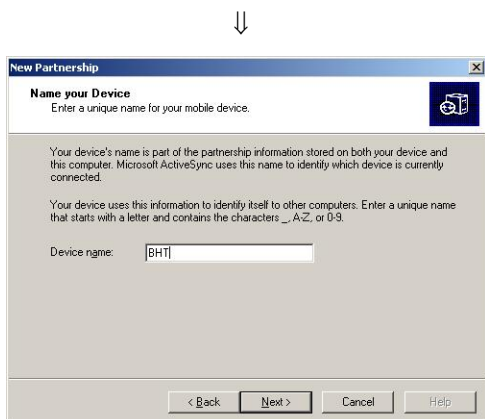 ⇓
New Partnership
Name your Device
Enter a unique name for your mobile device.
Your device's name is part of the partnership information stored on both your device and
this computer. Microsoft ActiveSync uses this name to identify which device is currently
connected.
Your device uses this information to identify itself to other computers. Enter a unique name
that starts with a letter and contains the characters _, A-Z, or 0-9.
Device name: BHT
< Back Next > Cancel Help